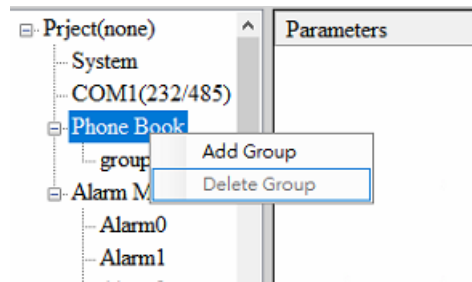 Prject(none)
Parameters
System
COM1(232/485)
Phone Book
Add Group
group
Delete Group
Alarm M
Alarm0
Alarm1